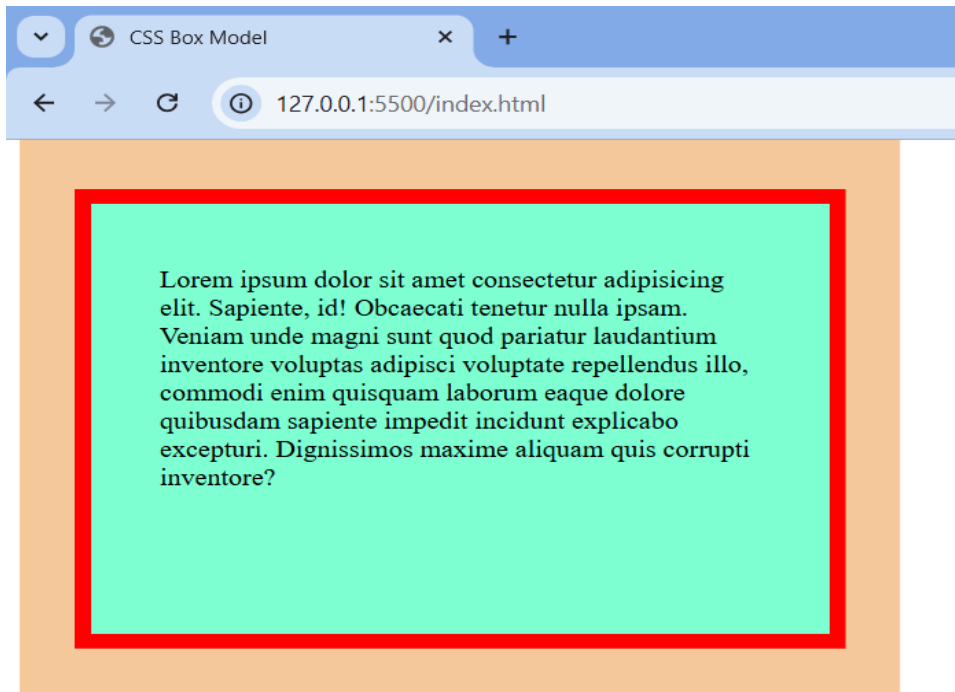 CSS Box Model
127.0.0.1:5500/index.html
Lorem ipsum dolor sit amet consectetur adipisicing
elit. Sapiente, id! Obcaecati tenetur nulla ipsam.
Veniam unde magni sunt quod pariatur laudantium
inventore voluptas adipisci voluptate repellendus illo,
commodi enim quisquam laborum eaque dolore
quibusdam sapiente impedit incidunt explicabo
excepturi. Dignissimos maxime aliquam quis corrupti
inventore?